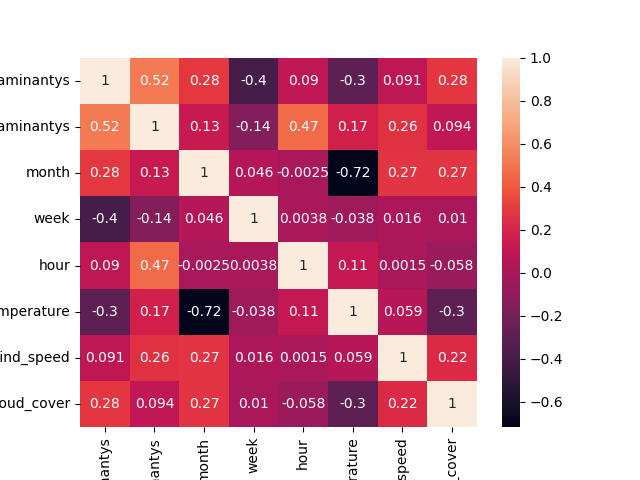 aminantys 1 0.52 0.28 -0.4 0.09 -0.3 0.091 0.28
aminantys 0.52 1 0.13 -0.14 0.47 0.17 0.26 0.094
month 0.28 0.13 1 0.046 -0.0025 -0.72 0.27 0.27
week -0.4 -0.14 0.046 1 0.0038 -0.038 0.016 0.01
hour 0.09 0.47 -0.0025 0.0038 1 0.11 0.0015 -0.058
mperature -0.3 0.17 -0.72 -0.038 0.11 1 0.059 -0.3
ind_speed 0.091 0.26 0.27 0.016 0.0015 0.059 1 0.22
oud_cover 0.28 0.094 0.27 0.01 -0.058 -0.3 0.22 1
nantys
nantys
month
week
hour
rature
speed
_cover
1.0
0.8
0.6
0.4
0.2
0.0
−0.2
−0.4
−0.6